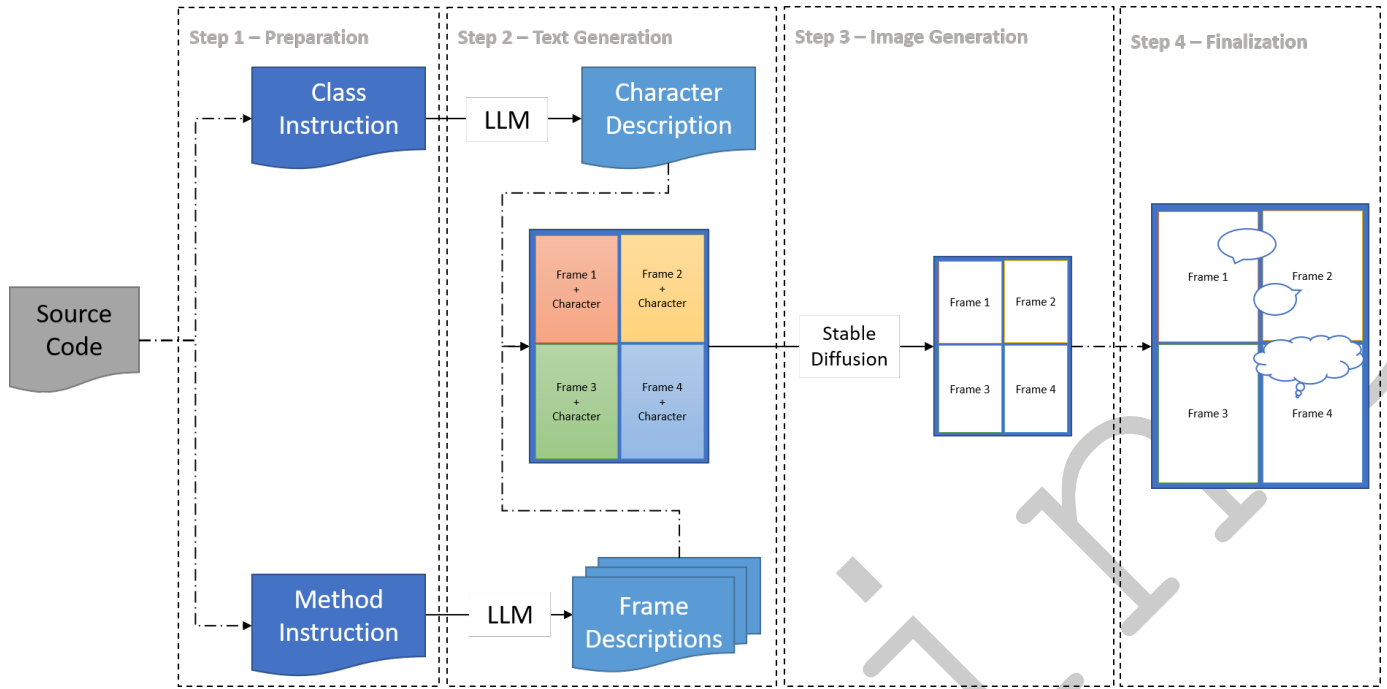 Step 1 – Preparation
Step 2 – Text Generation
Step 3 – Image Generation
Step 4 – Finalization
Source
Code
Class
Instruction
LLM
Character
Description
Frame 1
+
Character
Frame 2
+
Character
Frame 3
+
Character
Frame 4
+
Character
Method
Instruction
LLM
Frame
Descriptions
Stable
Diffusion
Frame 1
Frame 2
Frame 3
Frame 4
Frame 1
Frame 2
Frame 3
Frame 4